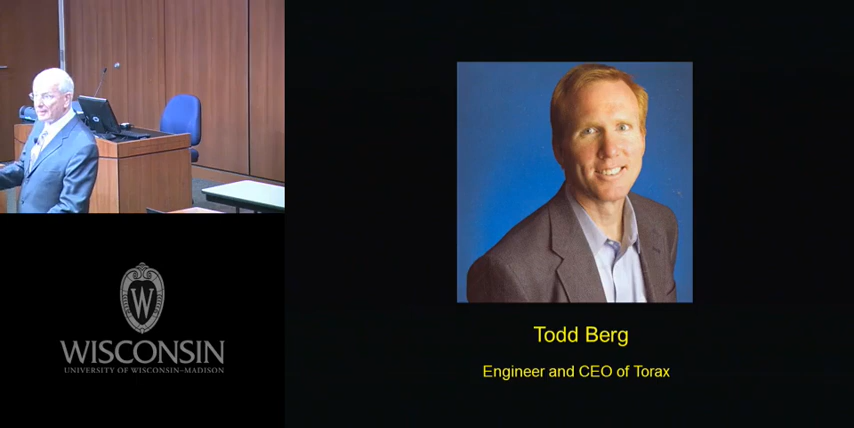 W
WISCONSIN
UNIVERSITY OF WISCONSIN–MADISON
Todd Berg
Engineer and CEO of Torax